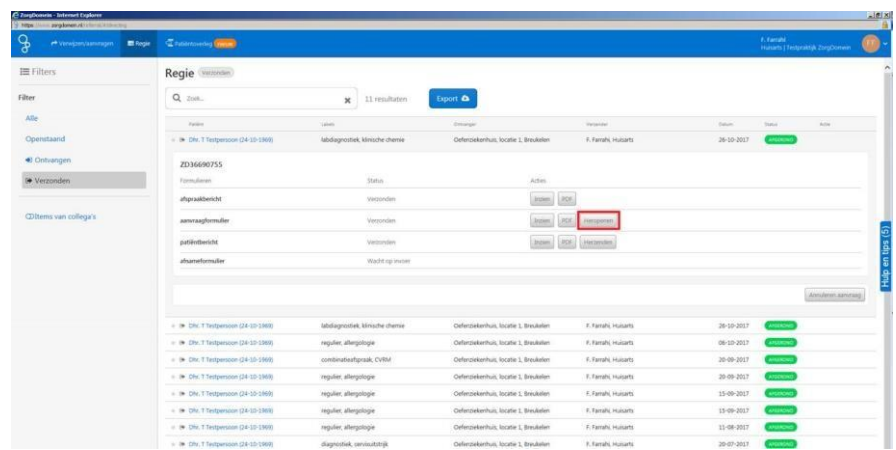 ZorgDomein - Internet Explorer
Verwijzen/aanvragen Regie Patiëntoverleg nieuw F. Farrahi
Huisarts | Testpraktijk ZorgDomein
Filters
Regie Verzonden
Filter
Zoek... 11 resultaten Export
Alle
Openstaand
Ontvangen
Verzonden
Items van collega's
Patiënt Labels Ontvanger Verzender Datum Status Actie
Dhr. T Testpersoon (24-10-1969) labdiagnostiek, klinische chemie Oefenziekenhuis, locatie 1, Breukelen F. Farrahi, Huisarts 26-10-2017 AFGEROND
ZD36690755
Formulieren Status Acties
afspraakbericht Verzonden Inzien PDF
aanvraagformulier Verzonden Inzien PDF Heropenen
patiëntbericht Verzonden Inzien PDF Herzenden
afnameformulier Wacht op invoer
Annuleren aanvraag
Dhr. T Testpersoon (24-10-1969) labdiagnostiek, klinische chemie Oefenziekenhuis, locatie 1, Breukelen F. Farrahi, Huisarts 26-10-2017 AFGEROND
Dhr. T Testpersoon (24-10-1969) regulier, allergologie Oefenziekenhuis, locatie 1, Breukelen F. Farrahi, Huisarts 06-10-2017 AFGEROND
Dhr. T Testpersoon (24-10-1969) combinatieafspraak, CVRM Oefenziekenhuis, locatie 1, Breukelen F. Farrahi, Huisarts 20-09-2017 AFGEROND
Dhr. T Testpersoon (24-10-1969) regulier, allergologie Oefenziekenhuis, locatie 1, Breukelen F. Farrahi, Huisarts 20-09-2017 AFGEROND
Dhr. T Testpersoon (24-10-1969) regulier, allergologie Oefenziekenhuis, locatie 1, Breukelen F. Farrahi, Huisarts 15-09-2017 AFGEROND
Dhr. T Testpersoon (24-10-1969) regulier, allergologie Oefenziekenhuis, locatie 1, Breukelen F. Farrahi, Huisarts 15-09-2017 AFGEROND
Dhr. T Testpersoon (24-10-1969) regulier, allergologie Oefenziekenhuis, locatie 1, Breukelen F. Farrahi, Huisarts 11-08-2017 AFGEROND
Dhr. T Testpersoon (24-10-1969) diagnostiek, cervixuitstrijk Oefenziekenhuis, locatie 1, Breukelen F. Farrahi, Huisarts 20-07-2017 AFGEROND
Hulp en tips (5)